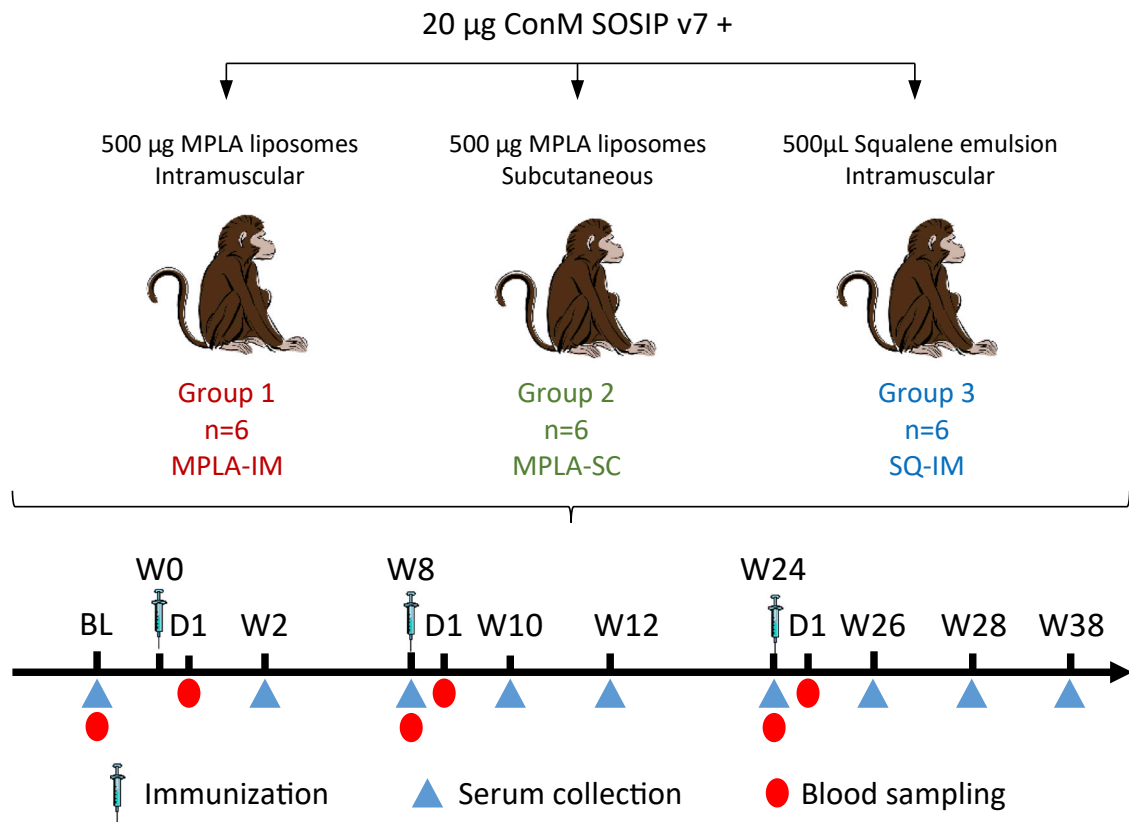 20 µg ConM SOSIP v7 +
500 µg MPLA liposomes
Intramuscular
500 µg MPLA liposomes
Subcutaneous
500µL Squalene emulsion
Intramuscular
Group 1
n=6
MPLA-IM
Group 2
n=6
MPLA-SC
Group 3
n=6
SQ-IM
W0 W8 W24
BL D1 W2 D1 W10 W12 D1 W26 W28 W38
Immunization Serum collection Blood sampling